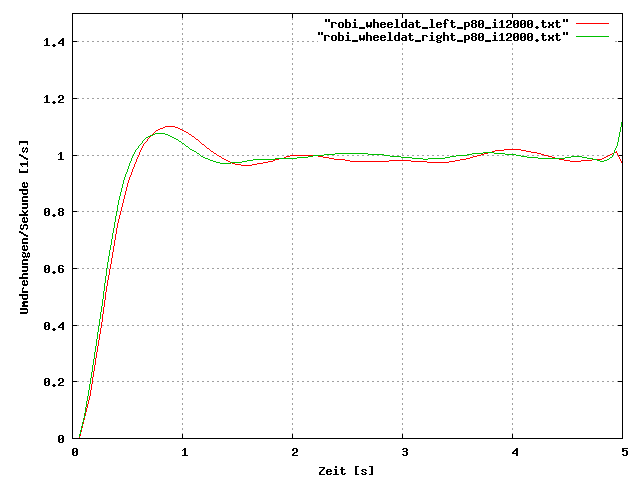 "robi_wheeldat_left_p80_i12000.txt"
"robi_wheeldat_right_p80_i12000.txt"
1.4
1.2
1
0.8
0.6
0.4
0.2
0
Umdrehungen/Sekunde [1/s]
0 1 2 3 4 5
Zeit [s]